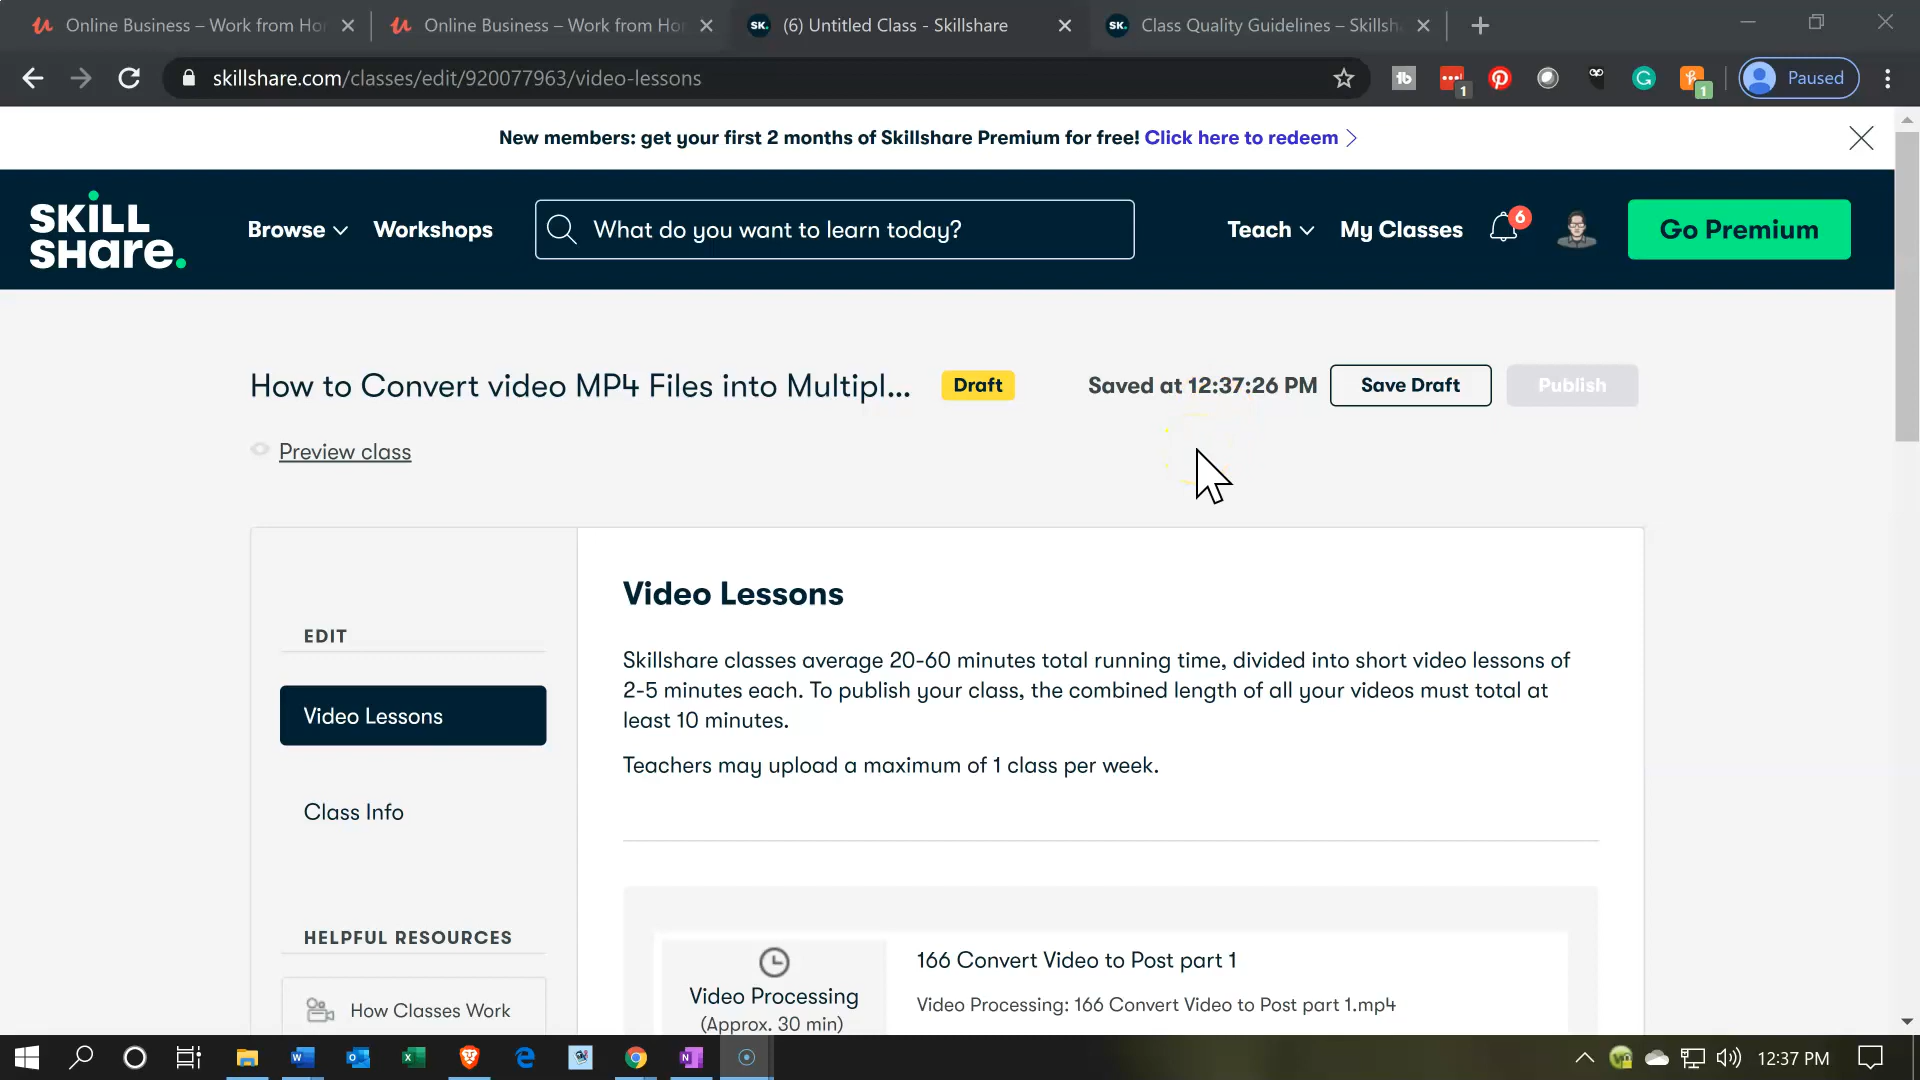 Online Business – Work from Ho
Online Business – Work from Ho
SK. (6) Untitled Class - Skillshare
SK. Class Quality Guidelines – Skillsh
skillshare.com/classes/edit/920077963/video-lessons
tb
1
1
Paused
New members: get your first 2 months of Skillshare Premium for free! Click here to redeem
SKiLL
SHare.
Browse
Workshops
What do you want to learn today?
Teach
My Classes
6
Go Premium
How to Convert video MP4 Files into Multipl...
Draft
Saved at 12:37:26 PM
Save Draft
Publish
Preview class
EDIT
Video Lessons
Class Info
HELPFUL RESOURCES
How Classes Work
Video Lessons
Skillshare classes average 20-60 minutes total running time, divided into short video lessons of
2-5 minutes each. To publish your class, the combined length of all your videos must total at
least 10 minutes.
Teachers may upload a maximum of 1 class per week.
Video Processing
(Approx. 30 min)
166 Convert Video to Post part 1
Video Processing: 166 Convert Video to Post part 1.mp4
12:37 PM